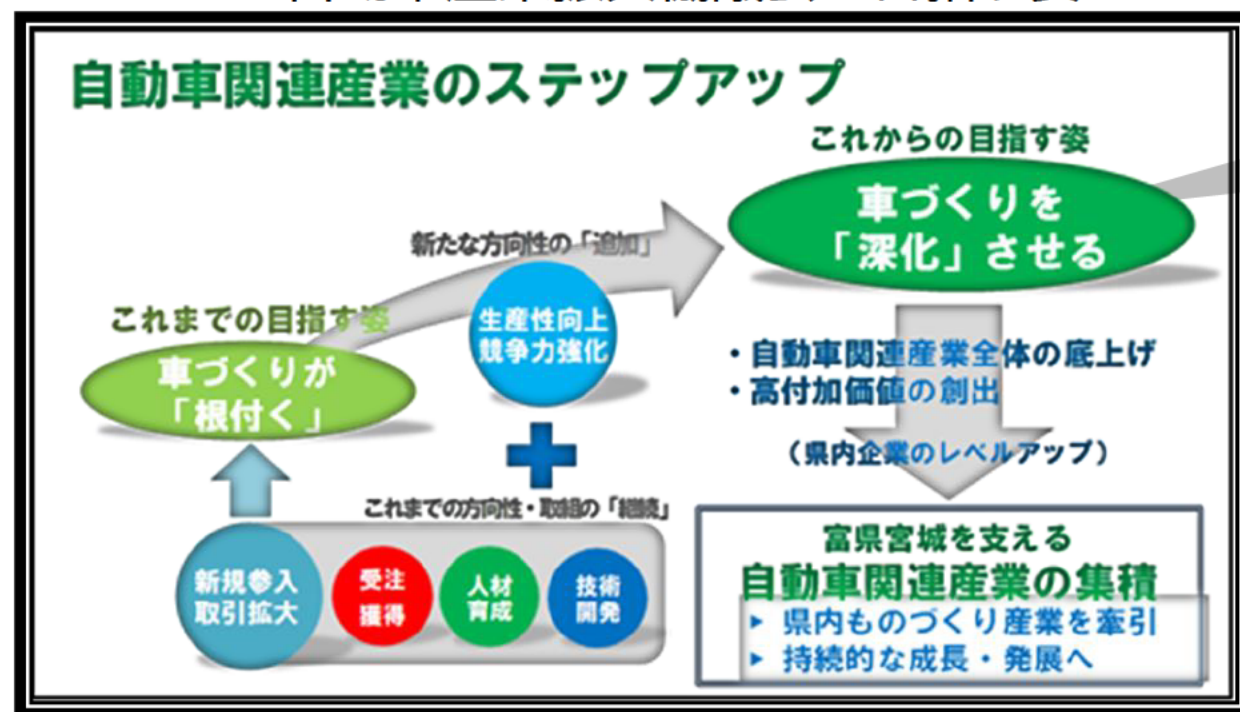 自動車関連産業のステップアップ
これからの目指す姿
車づくりを
「深化」させる
新たな方向性の「追加」
生産性向上
競争力強化
これまでの目指す姿
車づくりが
「根付く」
・自動車関連産業全体の底上げ
・高付加価値の創出
（県内企業のレベルアップ）
これまでの方向性・取組の「継続」
新規参入
取引拡大
受注
獲得
人材
育成
技術
開発
富県宮城を支える
自動車関連産業の集積
▸ 県内ものづくり産業を牽引
▸ 持続的な成長・発展へ